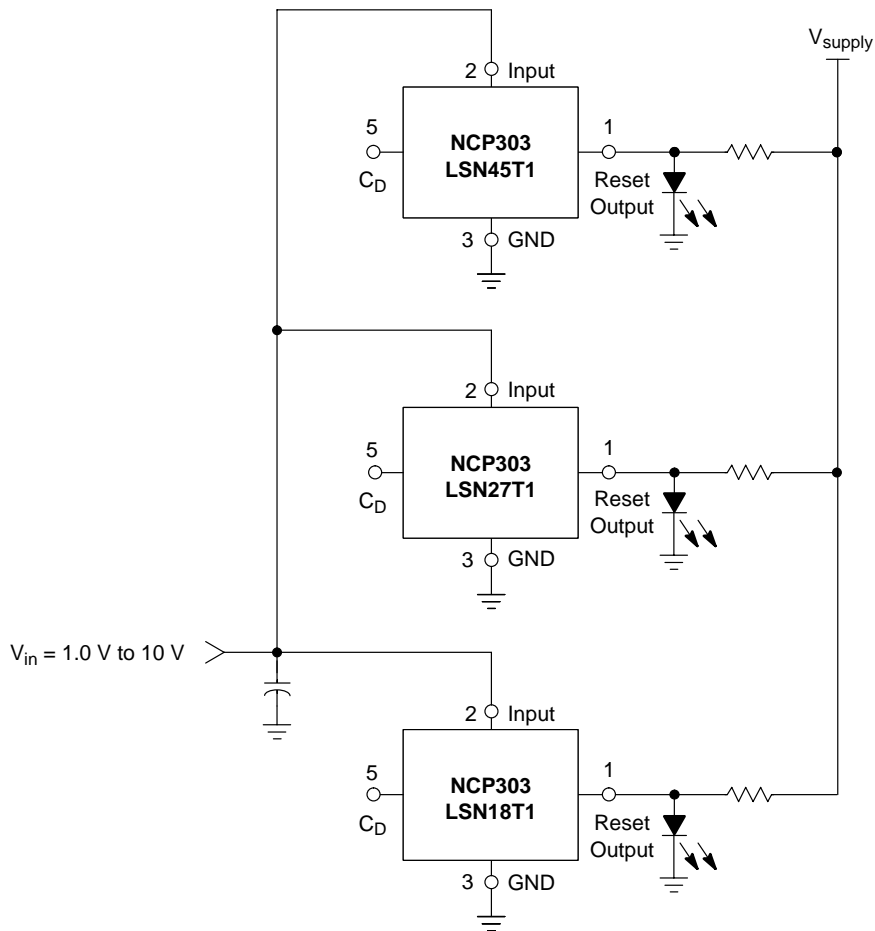 V_supply
2 Input
5 NCP303 1
LSN45T1
C_D Reset
Output
3 GND
2 Input
5 NCP303 1
LSN27T1
C_D Reset
Output
3 GND
V_in = 1.0 V to 10 V
2 Input
5 NCP303 1
LSN18T1
C_D Reset
Output
3 GND